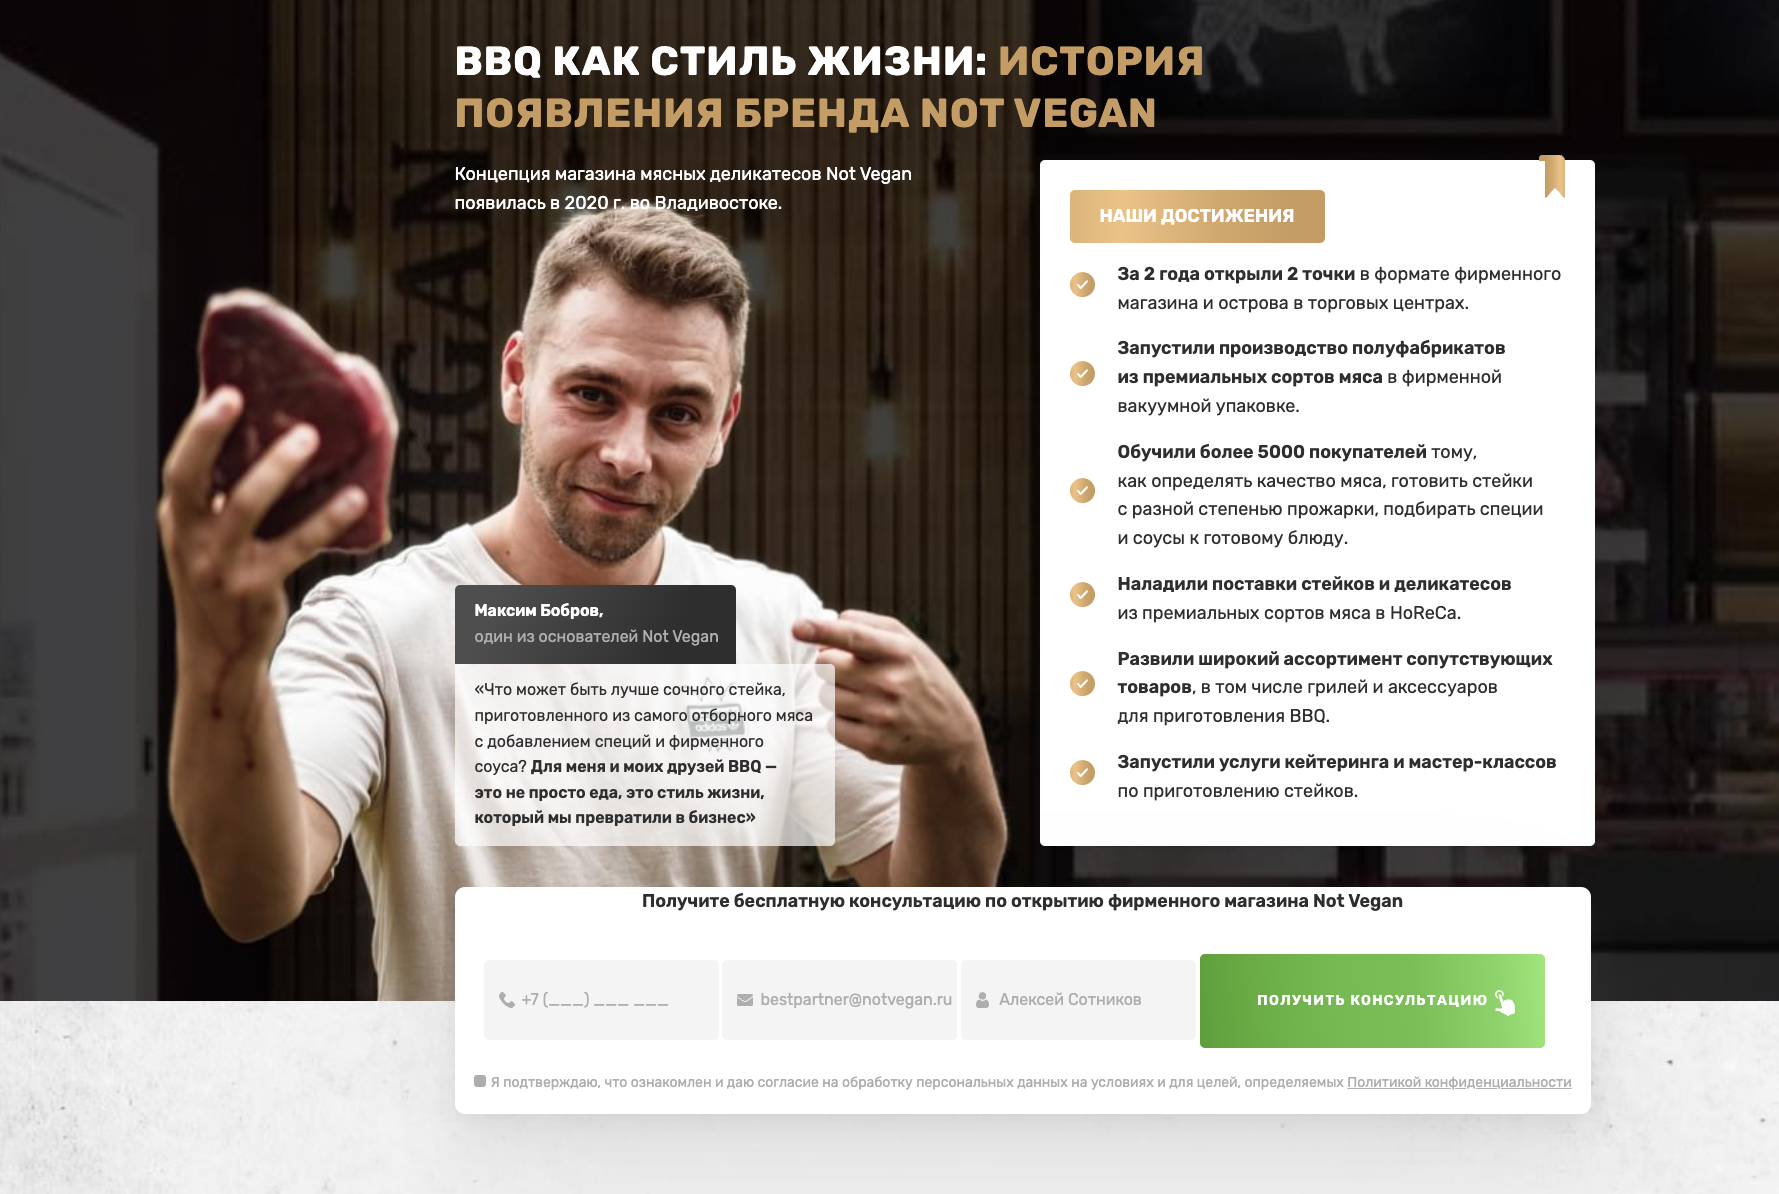 BBQ КАК СТИЛЬ ЖИЗНИ: ИСТОРИЯ
ПОЯВЛЕНИЯ БРЕНДА NOT VEGAN
Концепция магазина мясных деликатесов Not Vegan
появилась в 2020 г. во Владивостоке.
НАШИ ДОСТИЖЕНИЯ
За 2 года открыли 2 точки в формате фирменного
магазина и острова в торговых центрах.
Запустили производство полуфабрикатов
из премиальных сортов мяса в фирменной
вакуумной упаковке.
Обучили более 5000 покупателей тому,
как определять качество мяса, готовить стейки
с разной степенью прожарки, подбирать специи
и соусы к готовому блюду.
Наладили поставки стейков и деликатесов
из премиальных сортов мяса в HoReCa.
Развили широкий ассортимент сопутствующих
товаров, в том числе грилей и аксессуаров
для приготовления BBQ.
Запустили услуги кейтеринга и мастер-классов
по приготовлению стейков.
Максим Бобров,
один из основателей Not Vegan
«Что может быть лучше сочного стейка,
приготовленного из самого отборного мяса
с добавлением специй и фирменного
соуса? Для меня и моих друзей BBQ —
это не просто еда, это стиль жизни,
который мы превратили в бизнес»
Получите бесплатную консультацию по открытию фирменного магазина Not Vegan
+7 (___) ___ ___
bestpartner@notvegan.ru
Алексей Сотников
ПОЛУЧИТЬ КОНСУЛЬТАЦИЮ
Я подтверждаю, что ознакомлен и даю согласие на обработку персональных данных на условиях и для целей, определяемых Политикой конфиденциальности